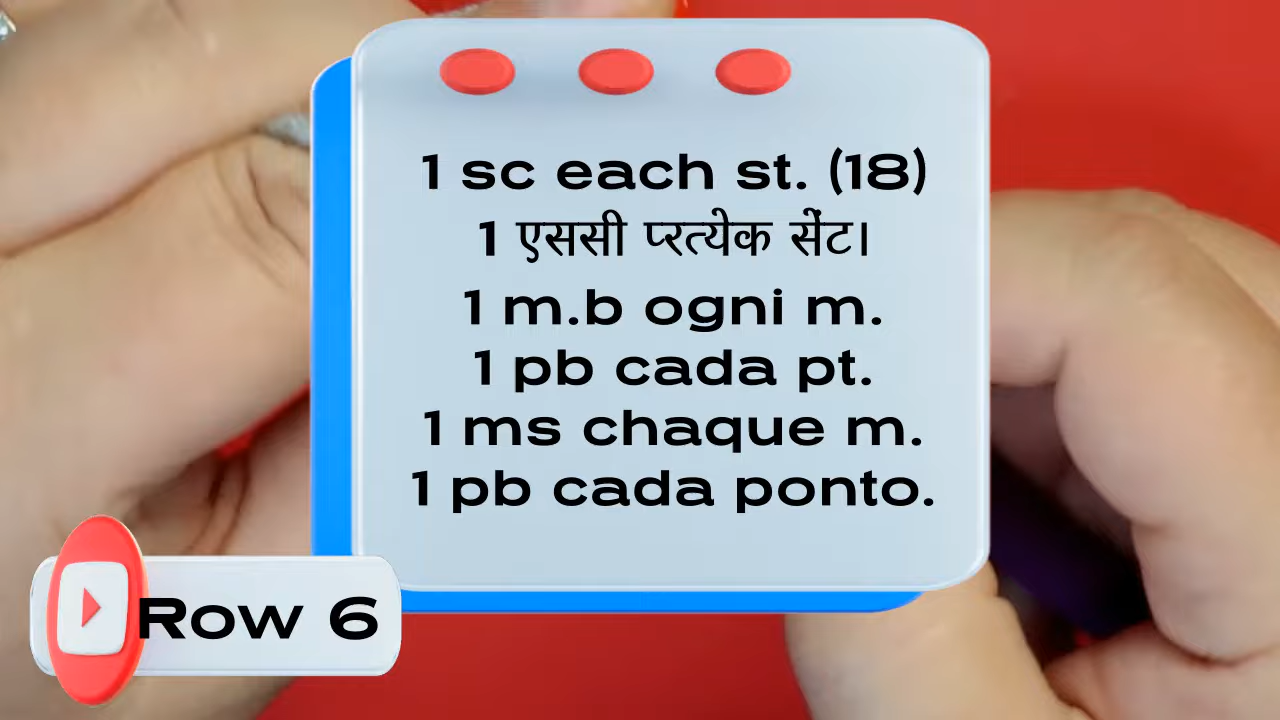 1 sc each st. (18)
1 एससी प्रत्येक सेंट।
1 m.b ogni m.
1 pb cada pt.
1 ms chaque m.
1 pb cada ponto.
Row 6